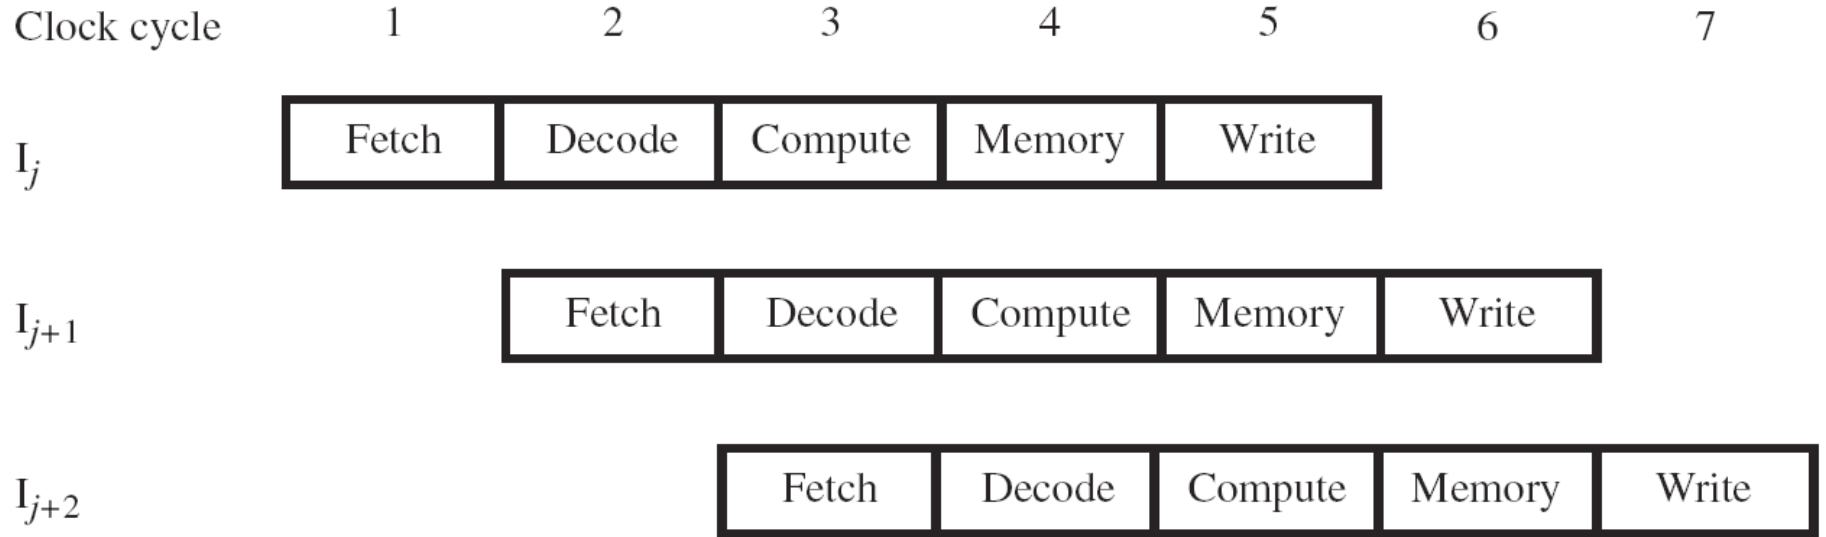 Clock cycle 1 2 3 4 5 6 7
Ij Fetch Decode Compute Memory Write
Ij+1 Fetch Decode Compute Memory Write
Ij+2 Fetch Decode Compute Memory Write